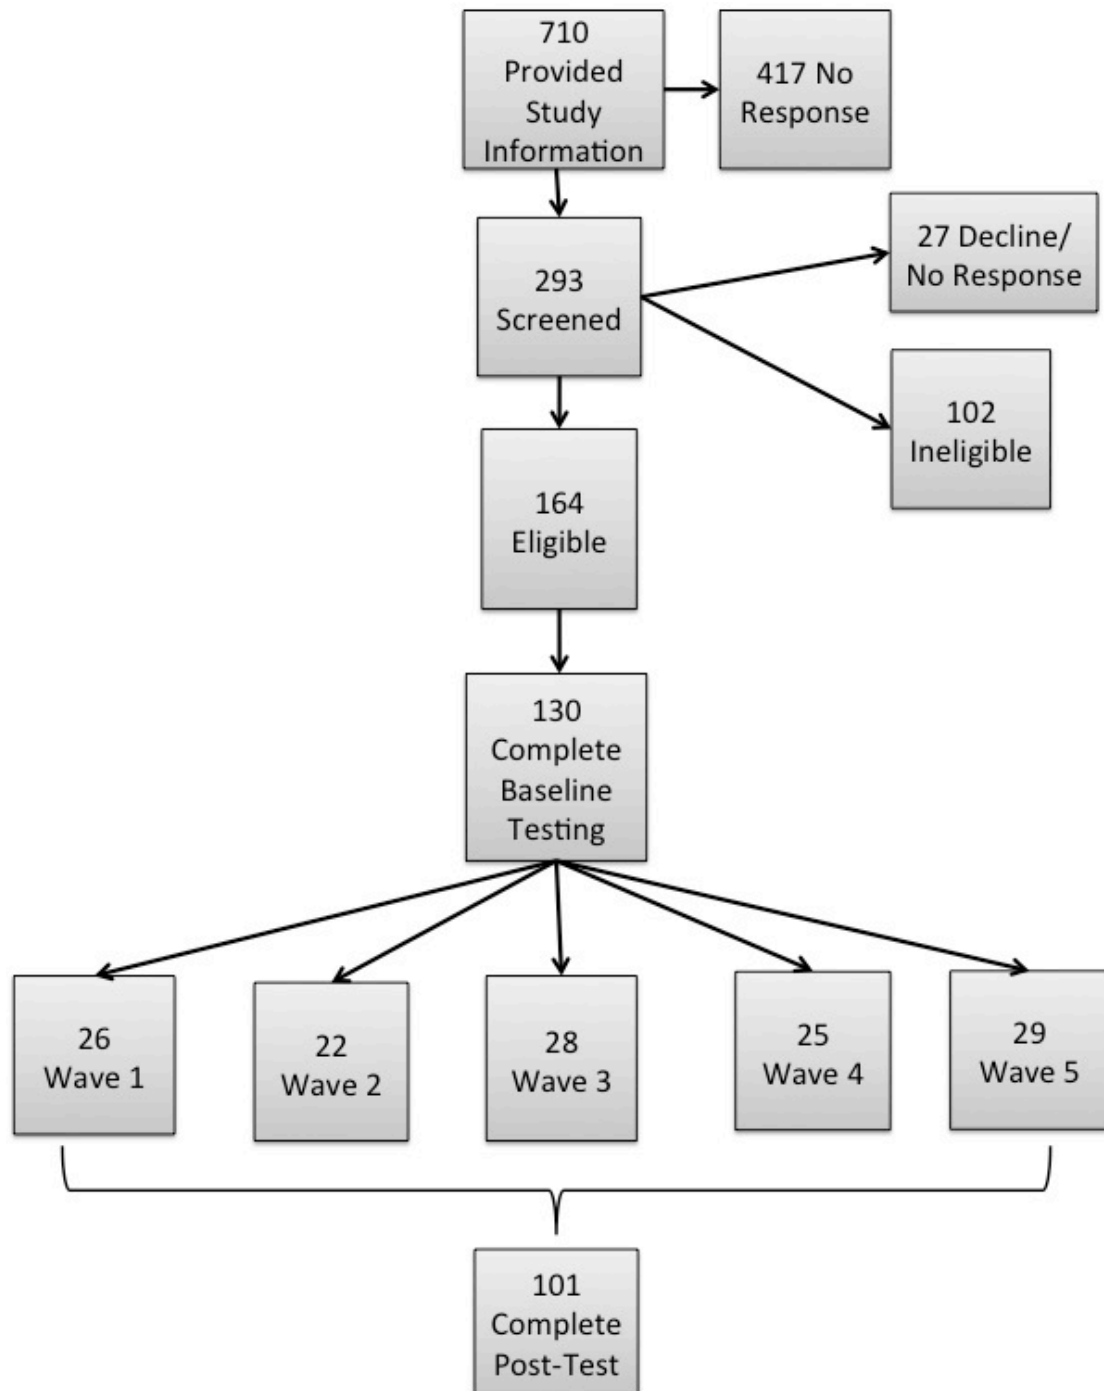 710
Provided
Study
Information
417 No
Response
293
Screened
27 Decline/
No Response
102
Ineligible
164
Eligible
130
Complete
Baseline
Testing
26
Wave 1
22
Wave 2
28
Wave 3
25
Wave 4
29
Wave 5
101
Complete
Post-Test